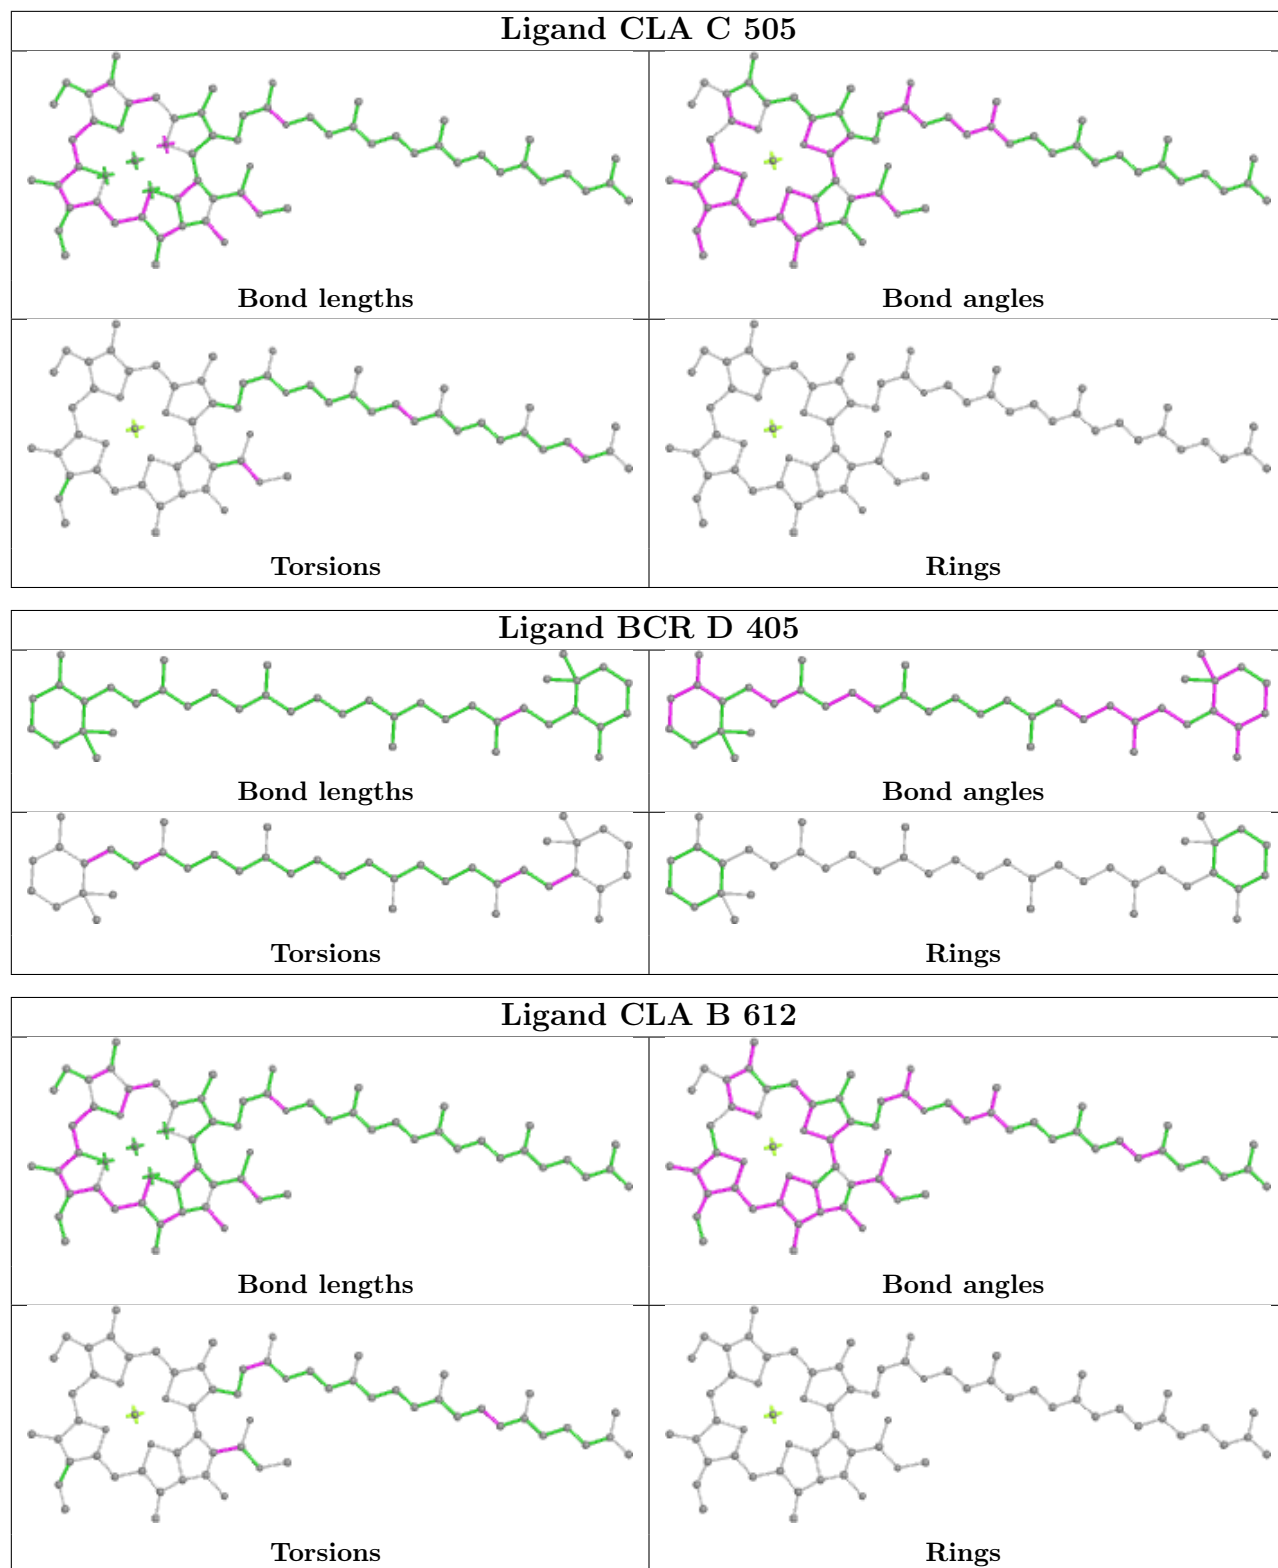 Ligand CLA C 505
Bond lengths
Bond angles
Torsions
Rings
Ligand BCR D 405
Bond lengths
Bond angles
Torsions
Rings
Ligand CLA B 612
Bond lengths
Bond angles
Torsions
Rings